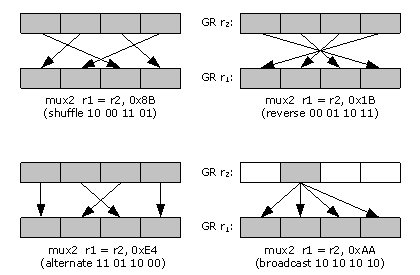 GR r₂:
GR r₁:
mux2 r1 = r2, 0x8B
(shuffle 10 00 11 01)
mux2 r1 = r2, 0x1B
(reverse 00 01 10 11)
GR r₂:
GR r₁:
mux2 r1 = r2, 0xE4
(alternate 11 01 10 00)
mux2 r1 = r2, 0xAA
(broadcast 10 10 10 10)